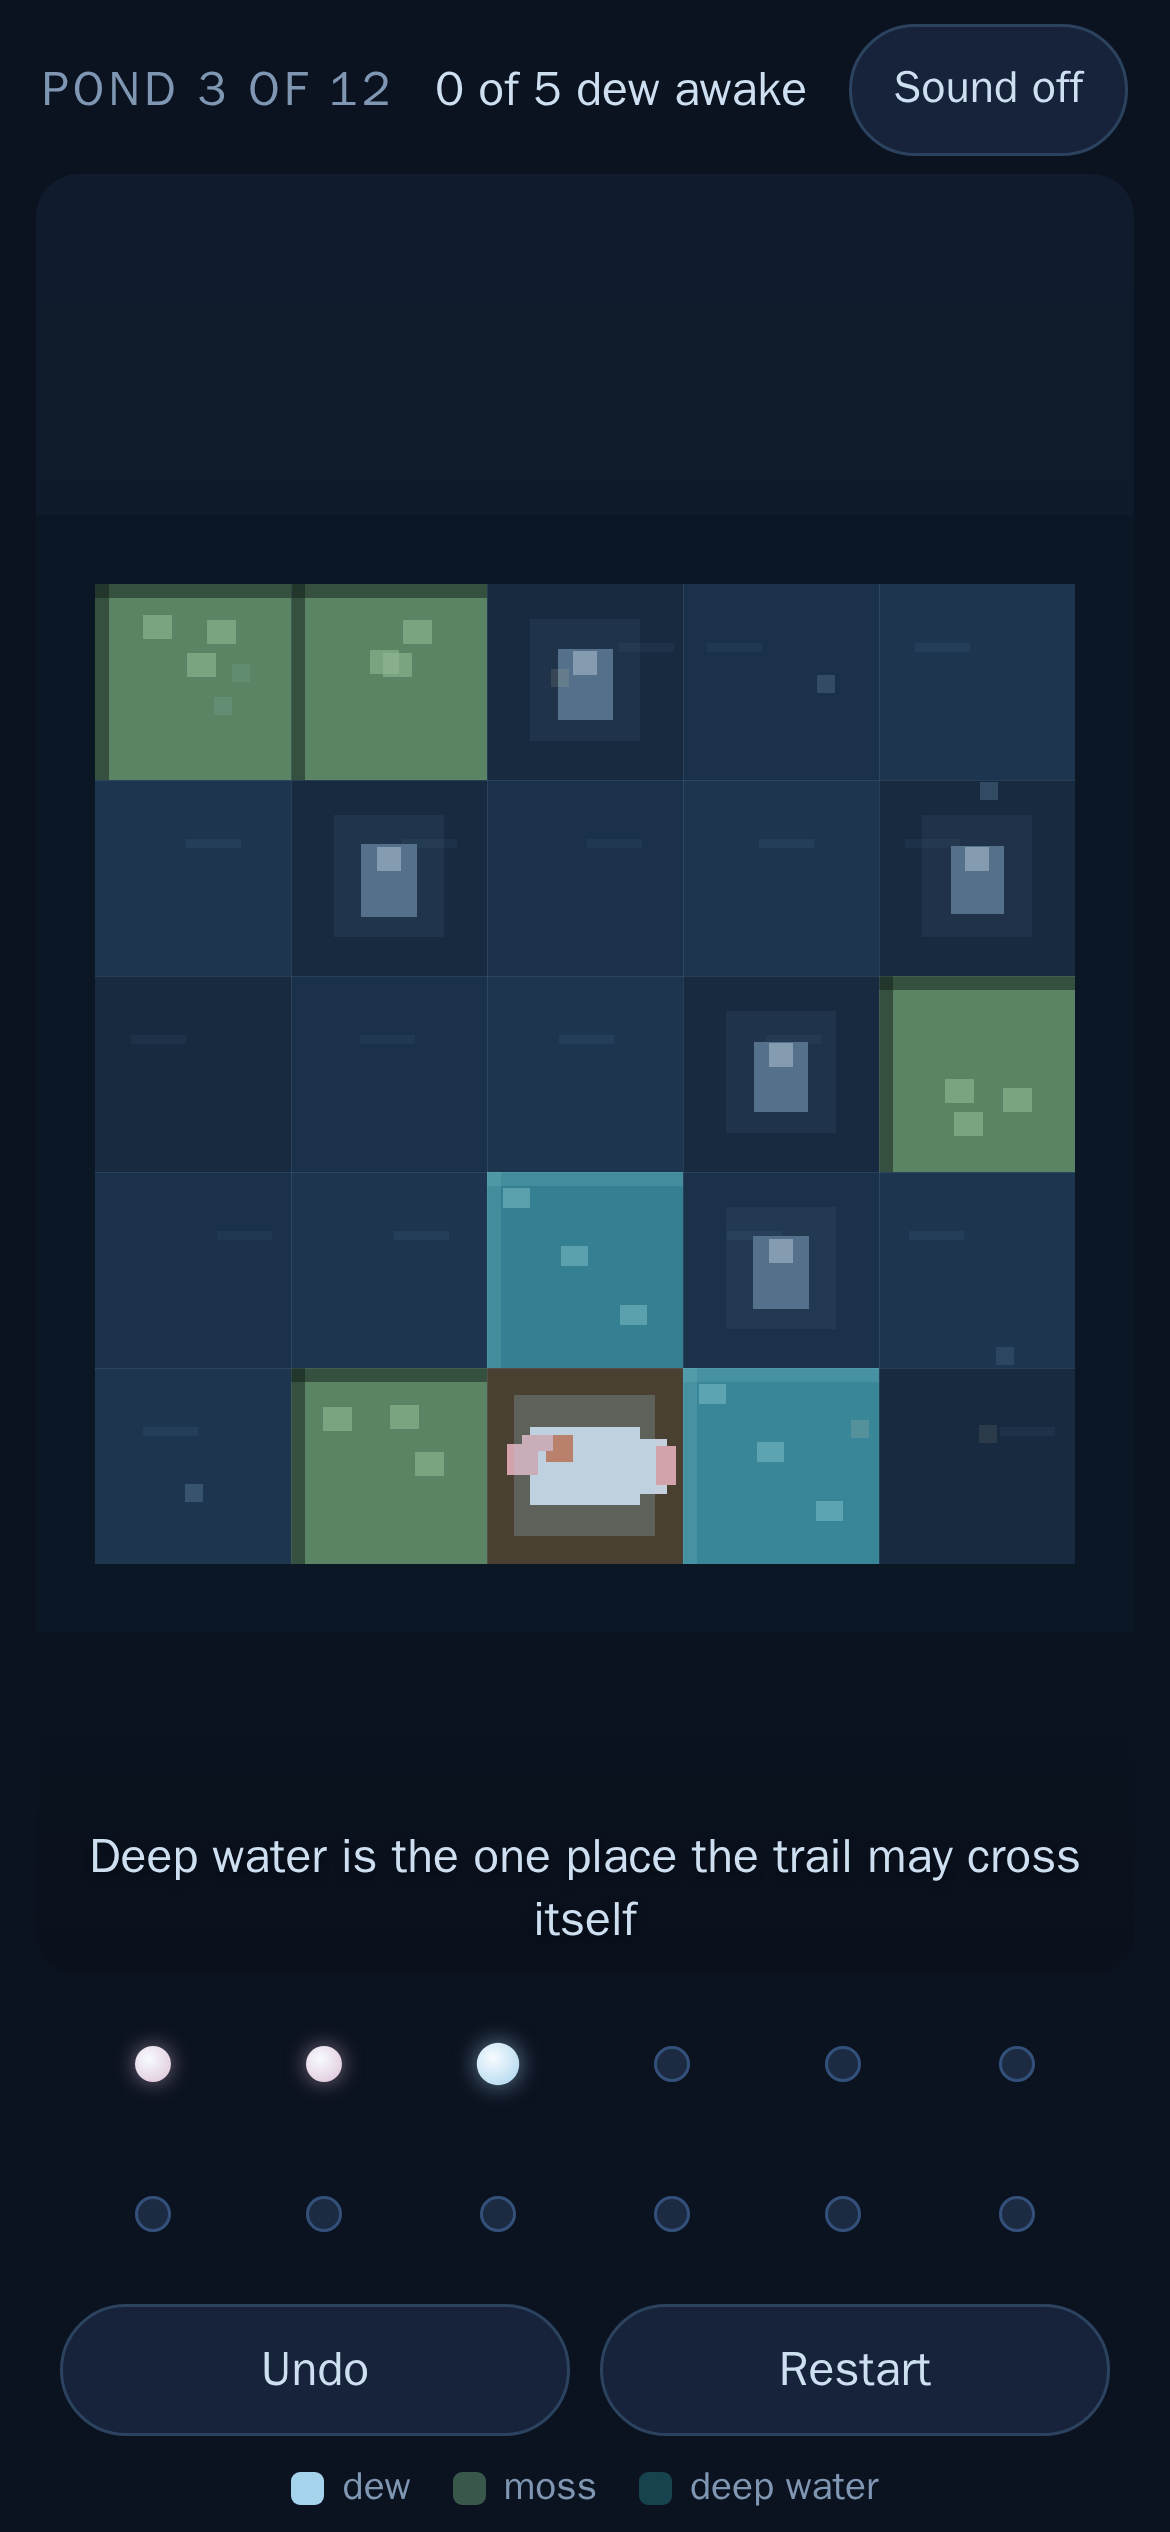 POND 3 OF 12 0 of 5 dew awake Sound off
Deep water is the one place the trail may cross
itself
Undo Restart
dew moss deep water